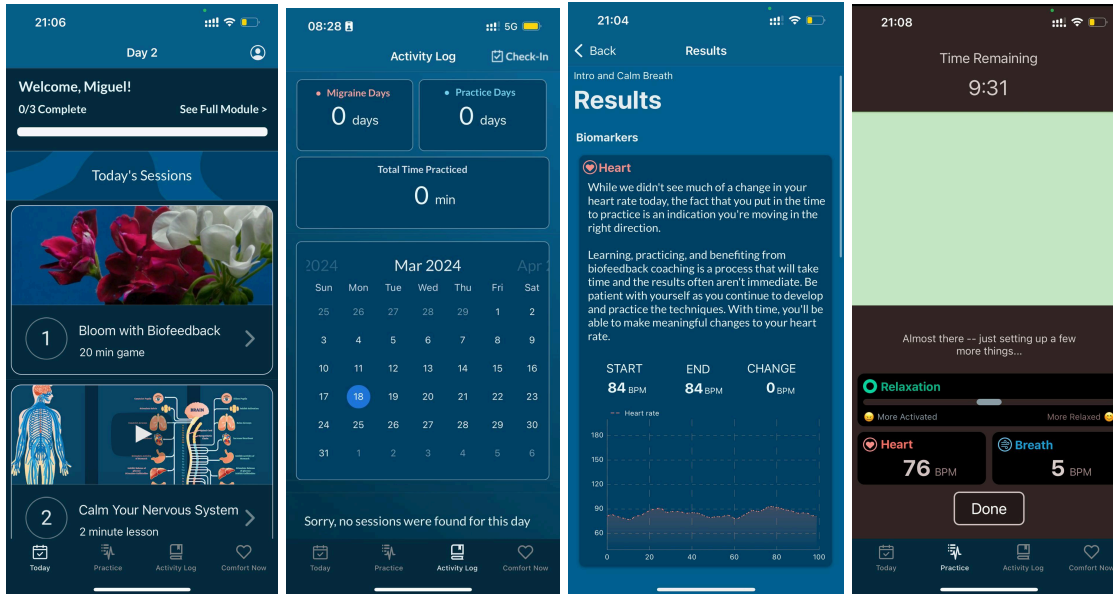 21:06
Day 2
Welcome, Miguel!
0/3 Complete
See Full Module >
Today's Sessions
1
Bloom with Biofeedback
20 min game
BRAIN
2
Calm Your Nervous System
2 minute lesson
Today
Practice
Activity Log
Comfort Now
08:28
5G
Activity Log
Check-In
Migraine Days
0 days
Practice Days
0 days
Total Time Practiced
0 min
2024
Mar 2024
Apr
Sun Mon Tue Wed Thu Fri Sat
25 26 27 28 29 1 2
3 4 5 6 7 8 9
10 11 12 13 14 15 16
17 18 19 20 21 22 23
24 25 26 27 28 29 30
31 1 2 3 4 5 6
Sorry, no sessions were found for this day
Today
Practice
Activity Log
Comfort Now
21:04
Back
Results
Intro and Calm Breath
Results
Biomarkers
Heart
While we didn't see much of a change in your
heart rate today, the fact that you put in the time
to practice is an indication you're moving in the
right direction.
Learning, practicing, and benefiting from
biofeedback coaching is a process that will take
time and the results often aren't immediate. Be
patient with yourself as you continue to develop
and practice the techniques. With time, you'll be
able to make meaningful changes to your heart
rate.
START
84 BPM
END
84 BPM
CHANGE
0 BPM
Heart rate
180
150
120
90
60
0 20 40 60 80 100
21:08
Time Remaining
9:31
Almost there -- just setting up a few
more things...
Relaxation
More Activated
More Relaxed
Heart
76 BPM
Breath
5 BPM
Done
Today
Practice
Activity Log
Comfort Now